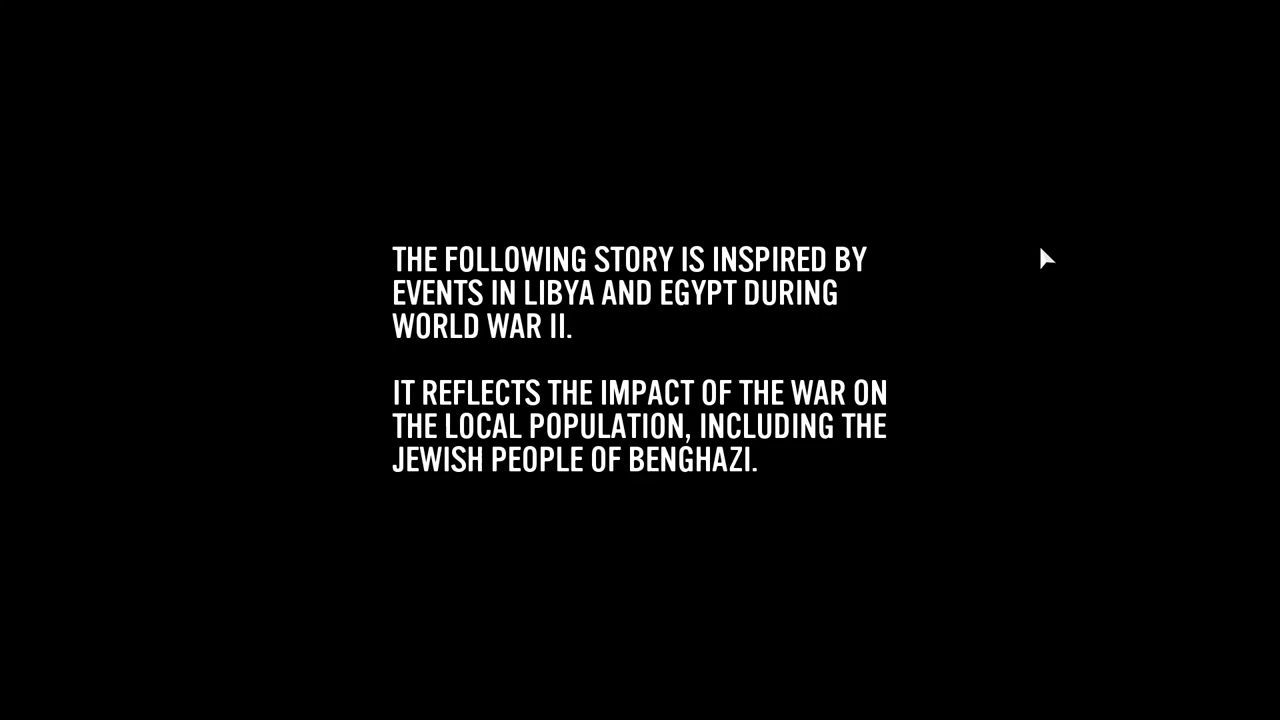 THE FOLLOWING STORY IS INSPIRED BY
EVENTS IN LIBYA AND EGYPT DURING
WORLD WAR II.
IT REFLECTS THE IMPACT OF THE WAR ON
THE LOCAL POPULATION, INCLUDING THE
JEWISH PEOPLE OF BENGHAZI.